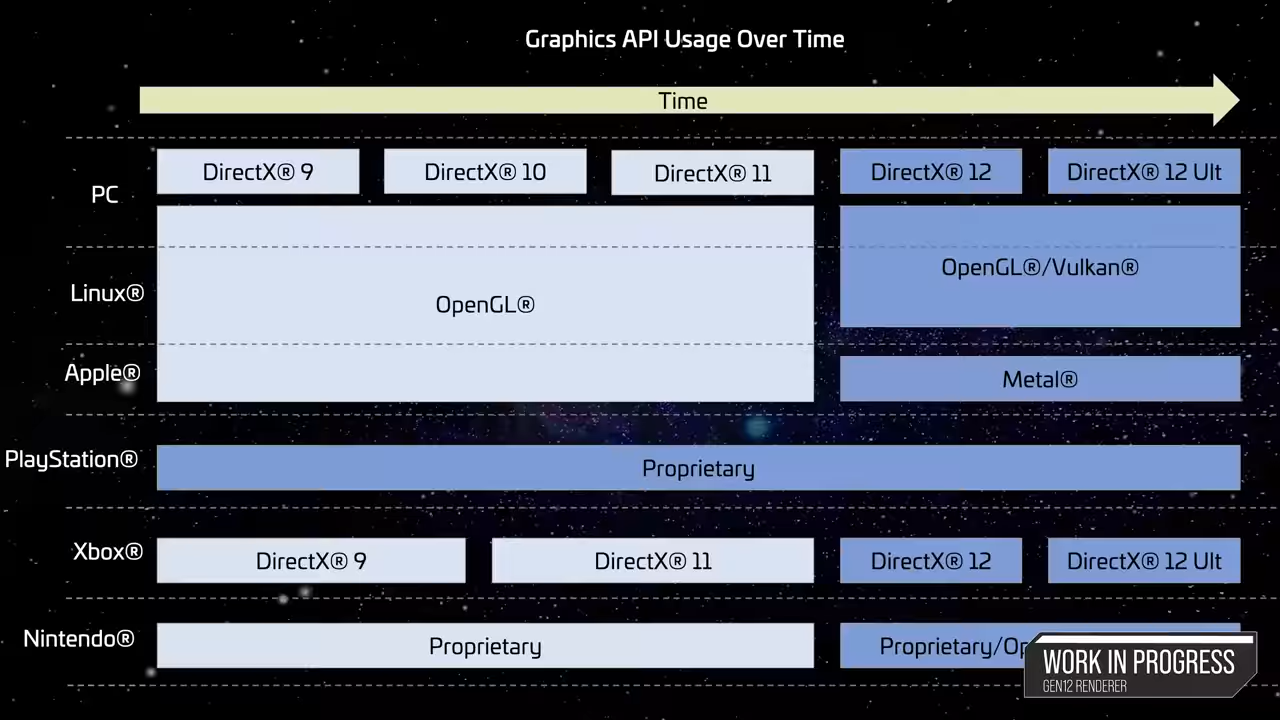 Graphics API Usage Over Time
Time
PC
DirectX® 9
DirectX® 10
DirectX® 11
DirectX® 12
DirectX® 12 Ult
Linux®
OpenGL®
OpenGL®/Vulkan®
Apple®
Metal®
PlayStation®
Proprietary
Xbox®
DirectX® 9
DirectX® 11
DirectX® 12
DirectX® 12 Ult
Nintendo®
Proprietary
Proprietary/
WORK IN PROGRESS
GEN12 RENDERER